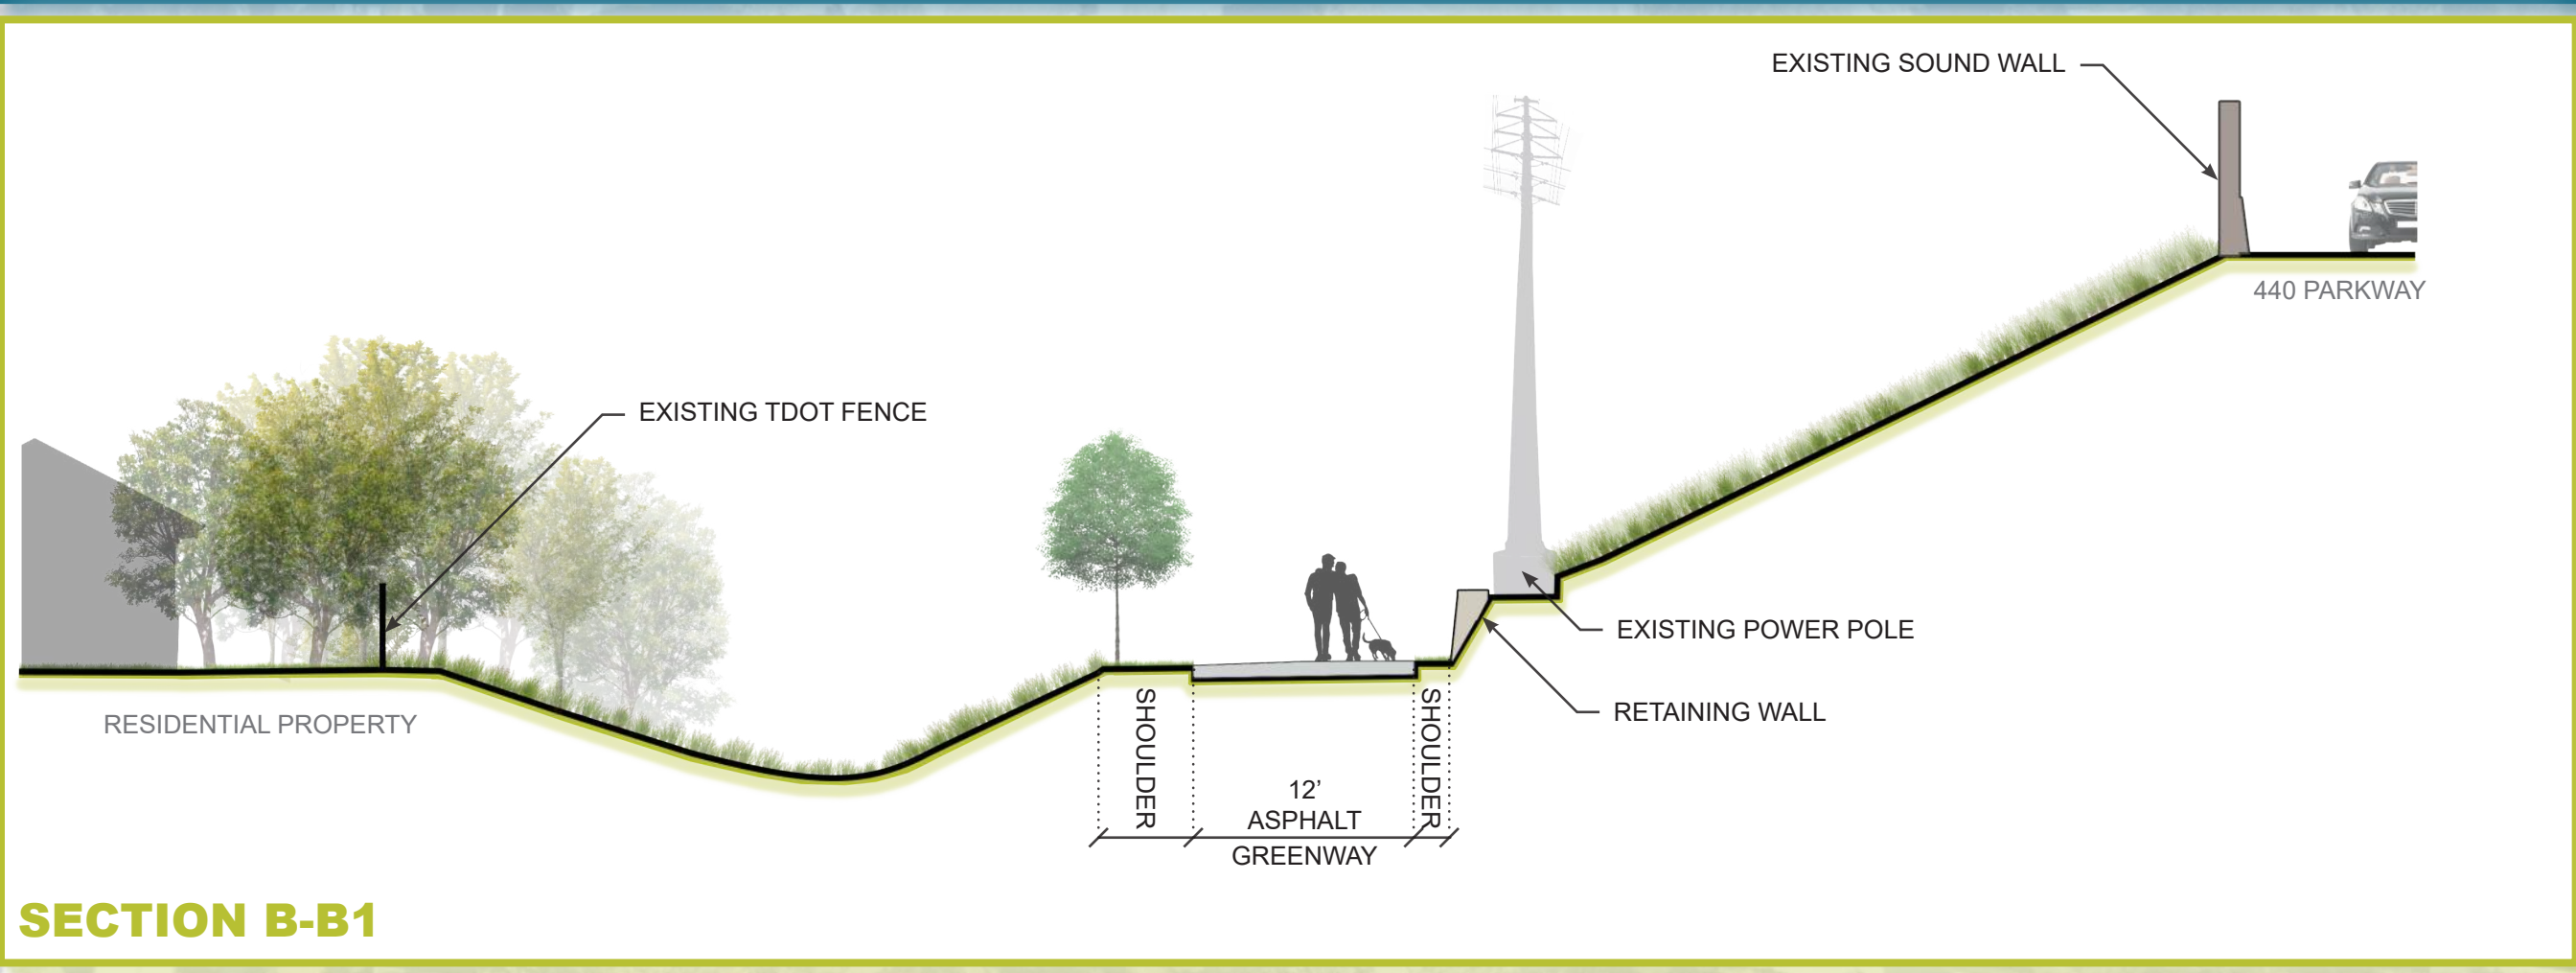 EXISTING SOUND WALL
440 PARKWAY
EXISTING TDOT FENCE
EXISTING POWER POLE
RETAINING WALL
RESIDENTIAL PROPERTY
SHOULDER
12’
ASPHALT
GREENWAY
SHOULDER
SECTION B-B1